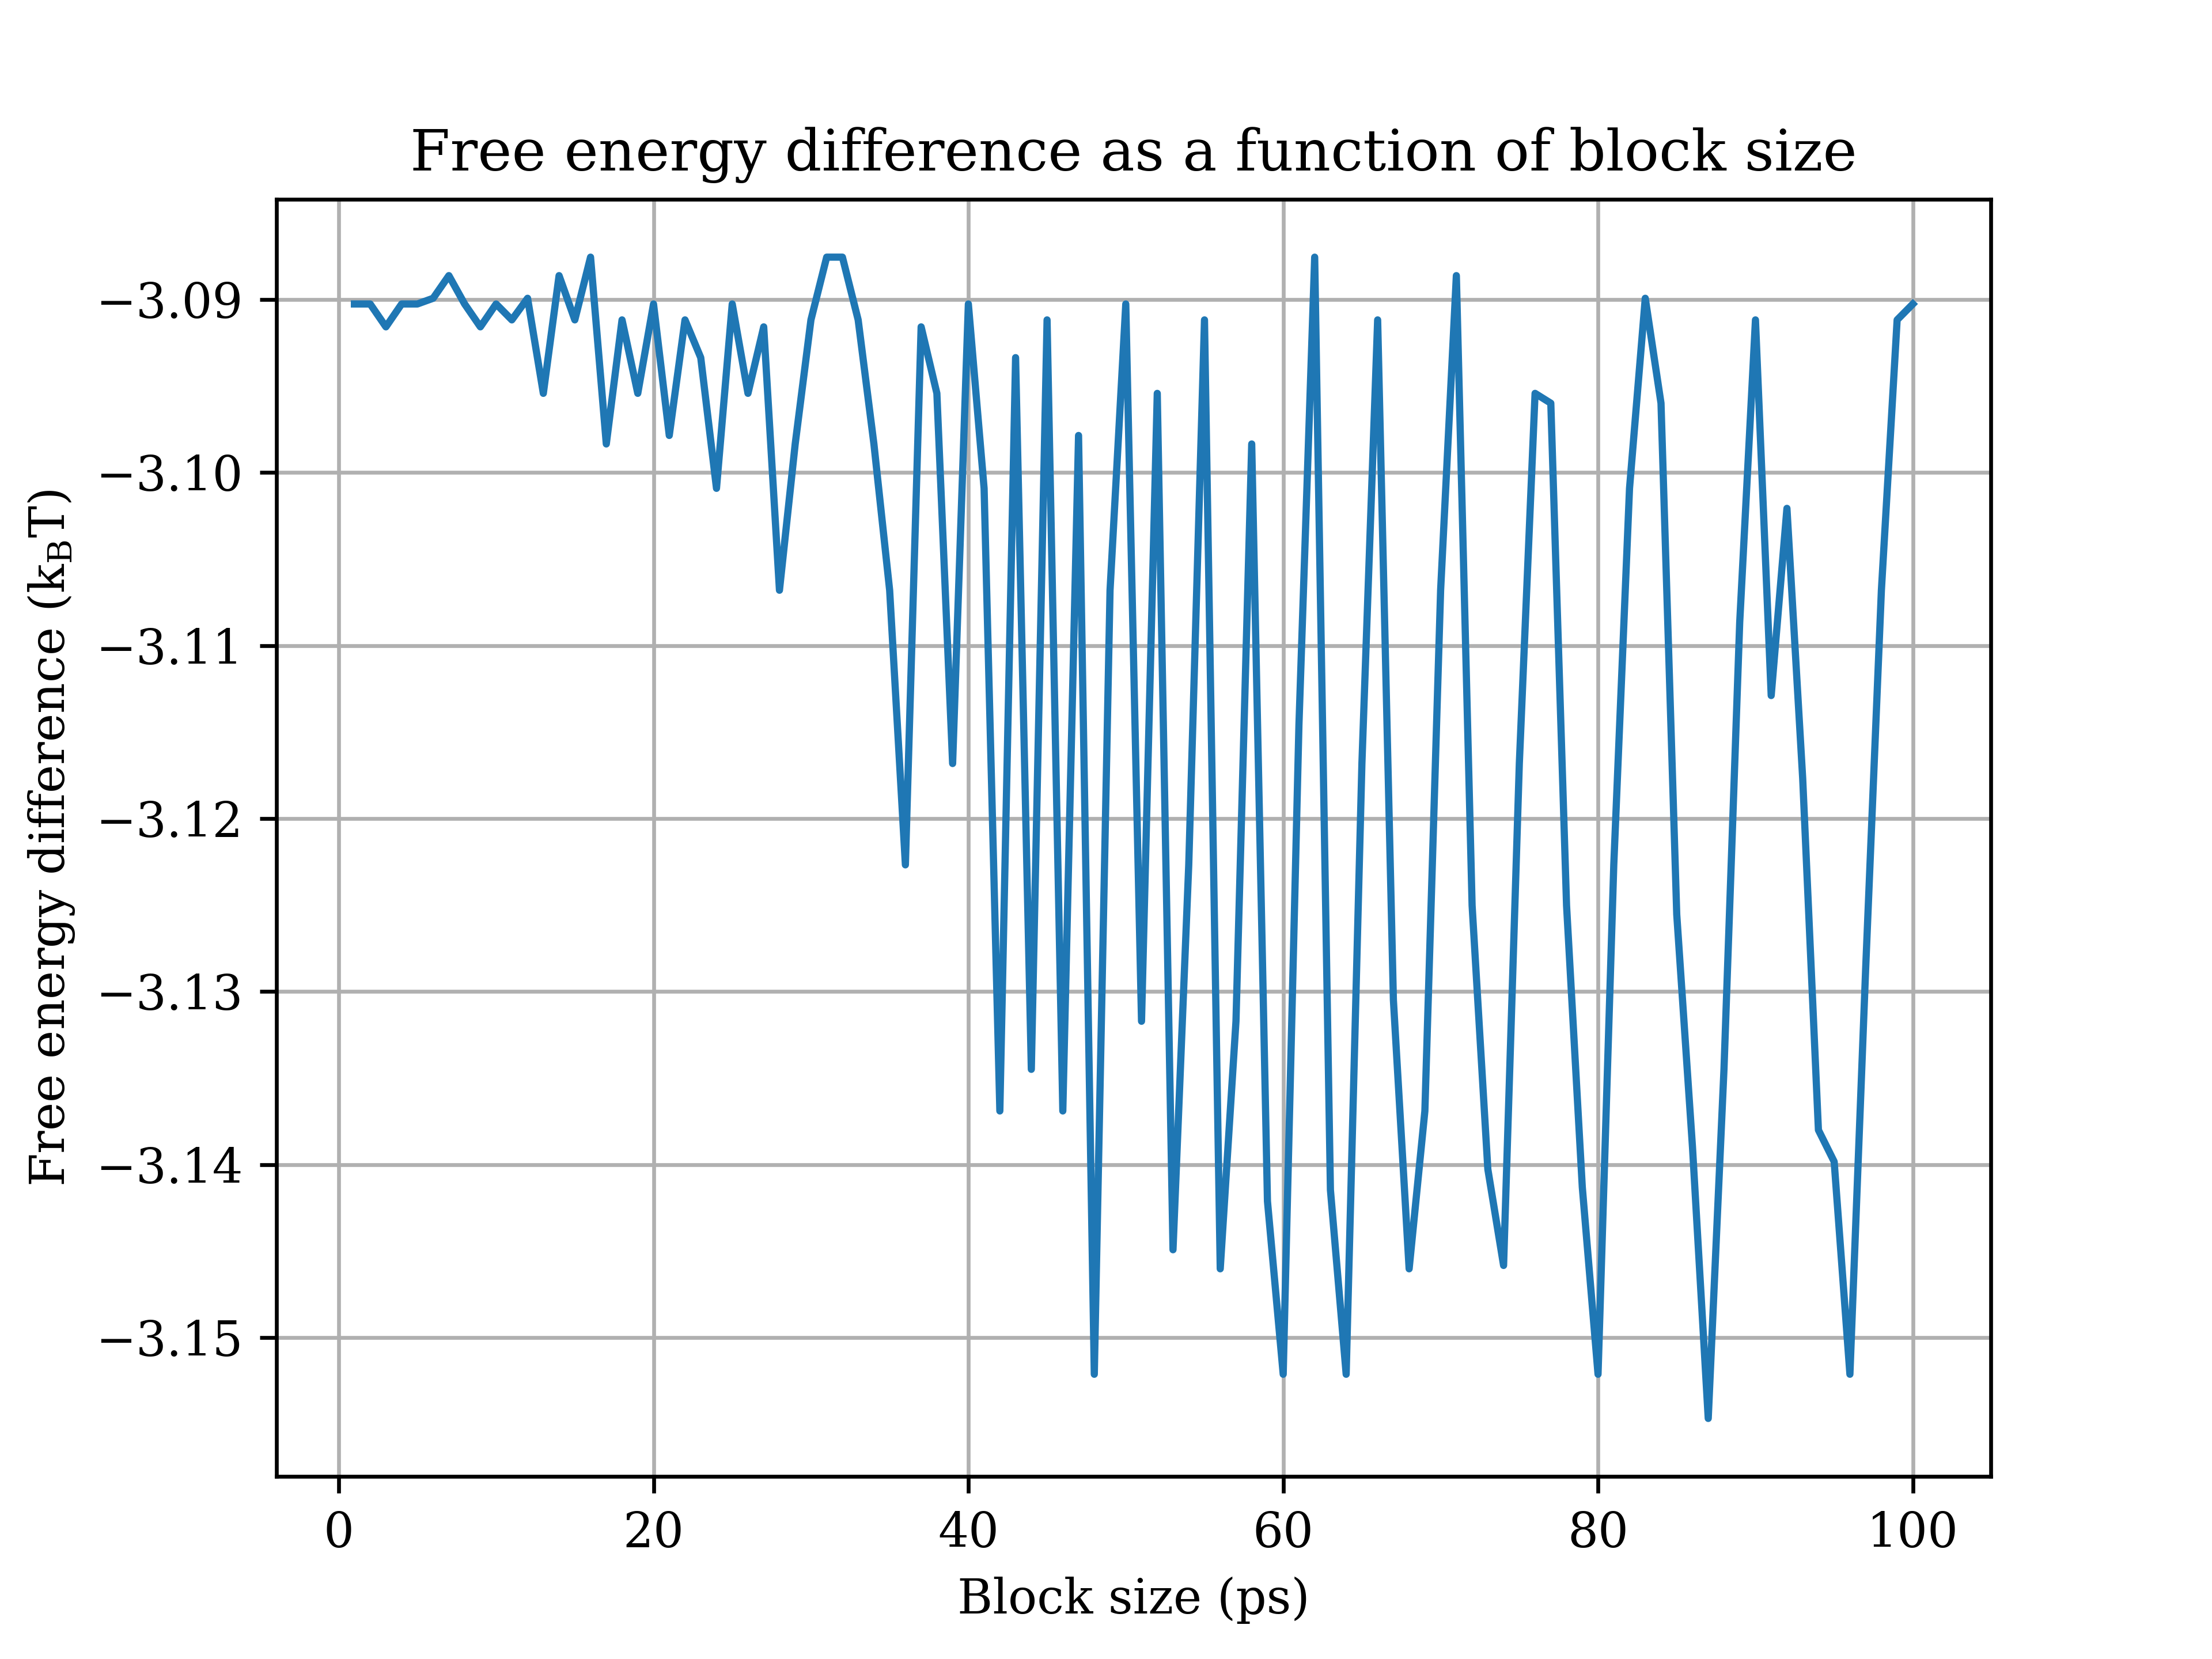 Free energy difference as a function of block size
Free energy difference (k_BT)
−3.09
−3.10
−3.11
−3.12
−3.13
−3.14
−3.15
0 20 40 60 80 100
Block size (ps)